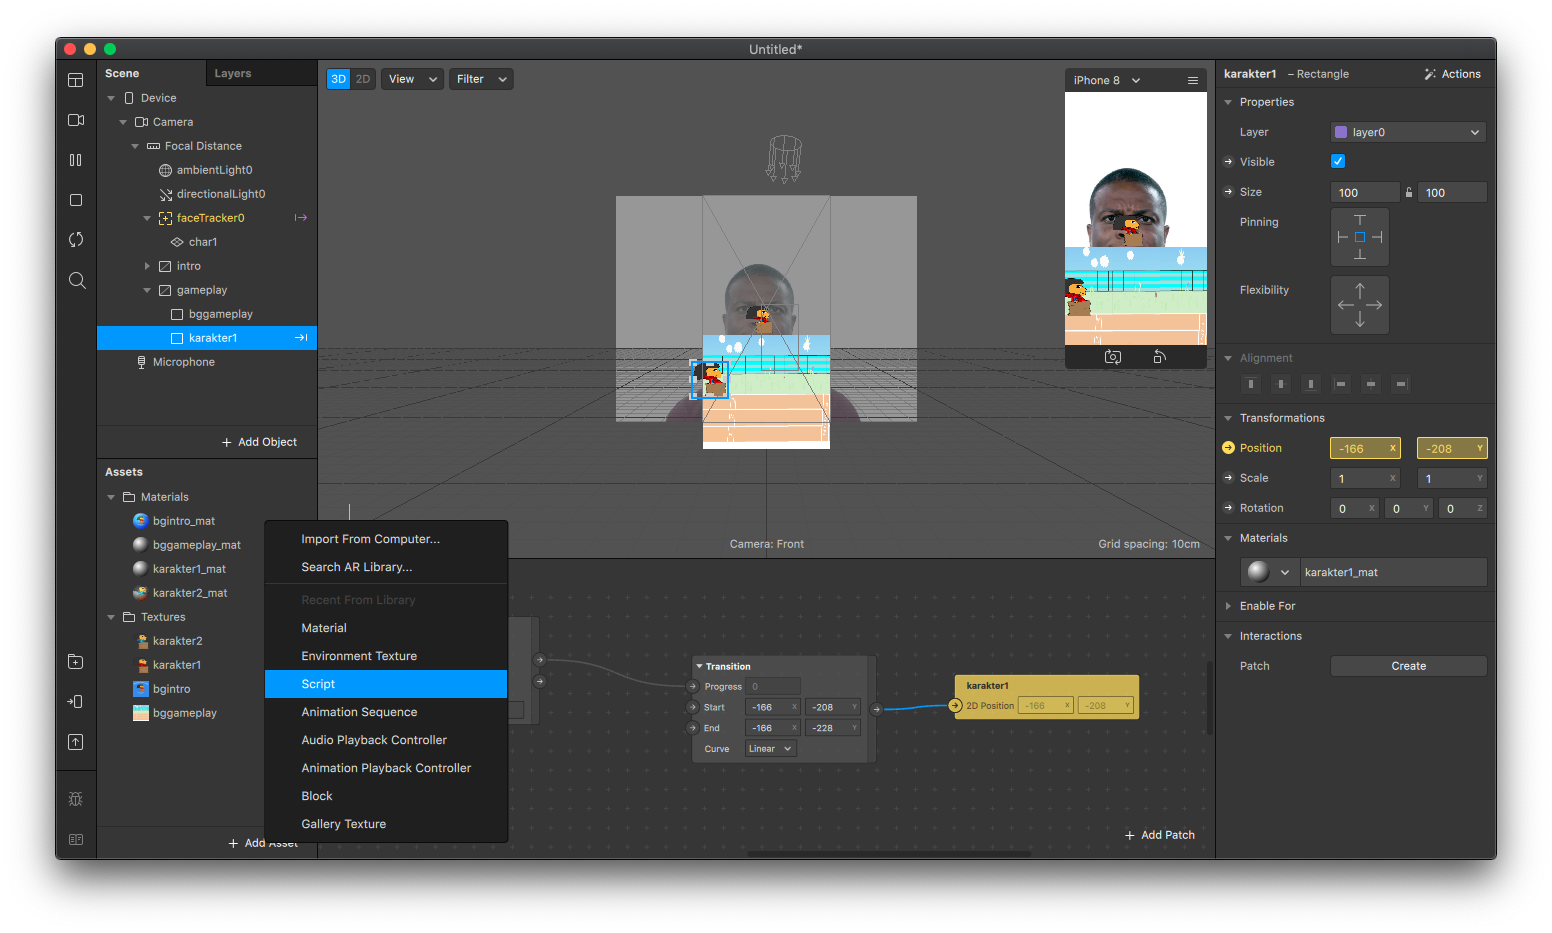 Untitled*
Scene
Layers
Device
Camera
Focal Distance
ambientLight0
directionalLight0
faceTracker0
char1
intro
gameplay
bggameplay
karakter1
Microphone
+ Add Object
Assets
Materials
bgintro_mat
bggameplay_mat
karakter1_mat
karakter2_mat
Textures
karakter2
karakter1
bgintro
bggameplay
+ Add Asset
Import From Computer...
Search AR Library...
Recent From Library
Material
Environment Texture
Script
Animation Sequence
Audio Playback Controller
Animation Playback Controller
Block
Gallery Texture
3D 2D
View
Filter
iPhone 8
Camera: Front
Grid spacing: 10cm
Transition
Progress 0
Start -166 X -208 Y
End -166 X -228 Y
Curve Linear
karakter1
2D Position -166 X -208 Y
+ Add Patch
karakter1 – Rectangle
Actions
Properties
Layer layer0
Visible
Size 100 100
Pinning
Flexibility
Alignment
Transformations
Position -166 X -208 Y
Scale 1 X 1 Y
Rotation 0 X 0 Y 0 Z
Materials
karakter1_mat
Enable For
Interactions
Patch Create